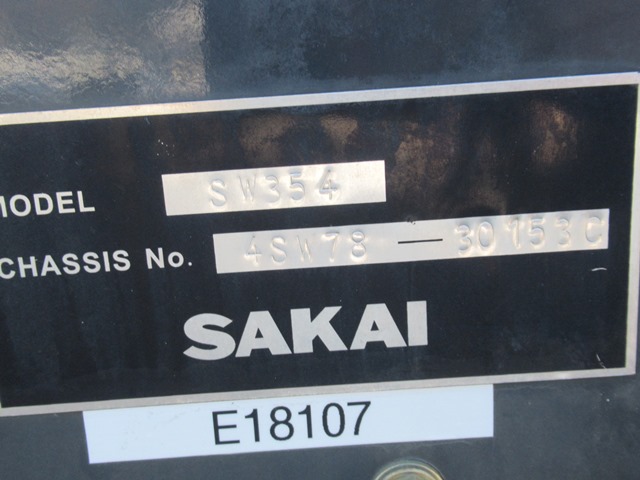 MODEL SW354
CHASSIS No. 4SW78 — 30153C
SAKAI
E18107